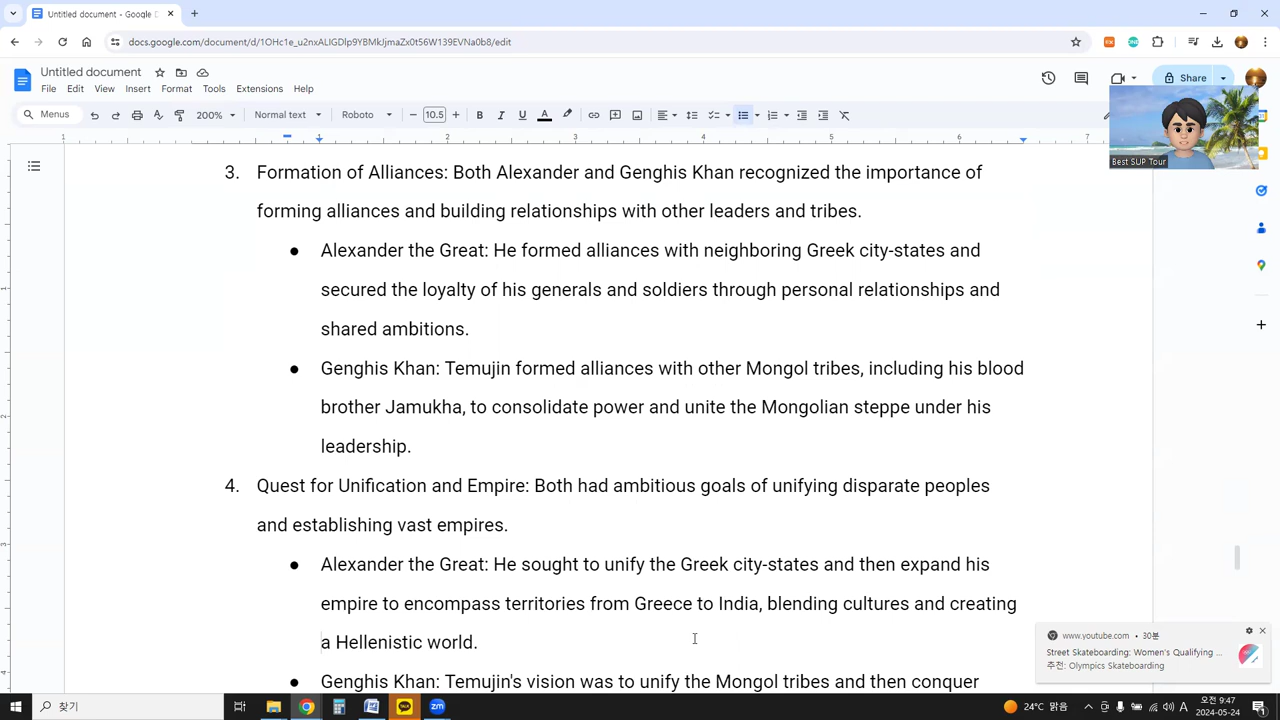 Untitled document - Google D
docs.google.com/document/d/1OHc1e_u2nxALIGDlp9YBMkJjmaZx0t56W139EVNa0b8/edit
Untitled document
Share
File Edit View Insert Format Tools Extensions Help
Menus 200% Normal text Roboto 10.5 B I U A
1 1 2 3 4 5 6 7
Best SUP Tour
3. Formation of Alliances: Both Alexander and Genghis Khan recognized the importance of
forming alliances and building relationships with other leaders and tribes.
● Alexander the Great: He formed alliances with neighboring Greek city-states and
secured the loyalty of his generals and soldiers through personal relationships and
shared ambitions.
● Genghis Khan: Temujin formed alliances with other Mongol tribes, including his blood
brother Jamukha, to consolidate power and unite the Mongolian steppe under his
leadership.
4. Quest for Unification and Empire: Both had ambitious goals of unifying disparate peoples
and establishing vast empires.
● Alexander the Great: He sought to unify the Greek city-states and then expand his
empire to encompass territories from Greece to India, blending cultures and creating
a Hellenistic world.
● Genghis Khan: Temujin's vision was to unify the Mongol tribes and then conquer
www.youtube.com • 30분
Street Skateboarding: Women's Qualifying ...
추천: Olympics Skateboarding
찾기
24°C 맑음
A
오전 9:47
2024-05-24